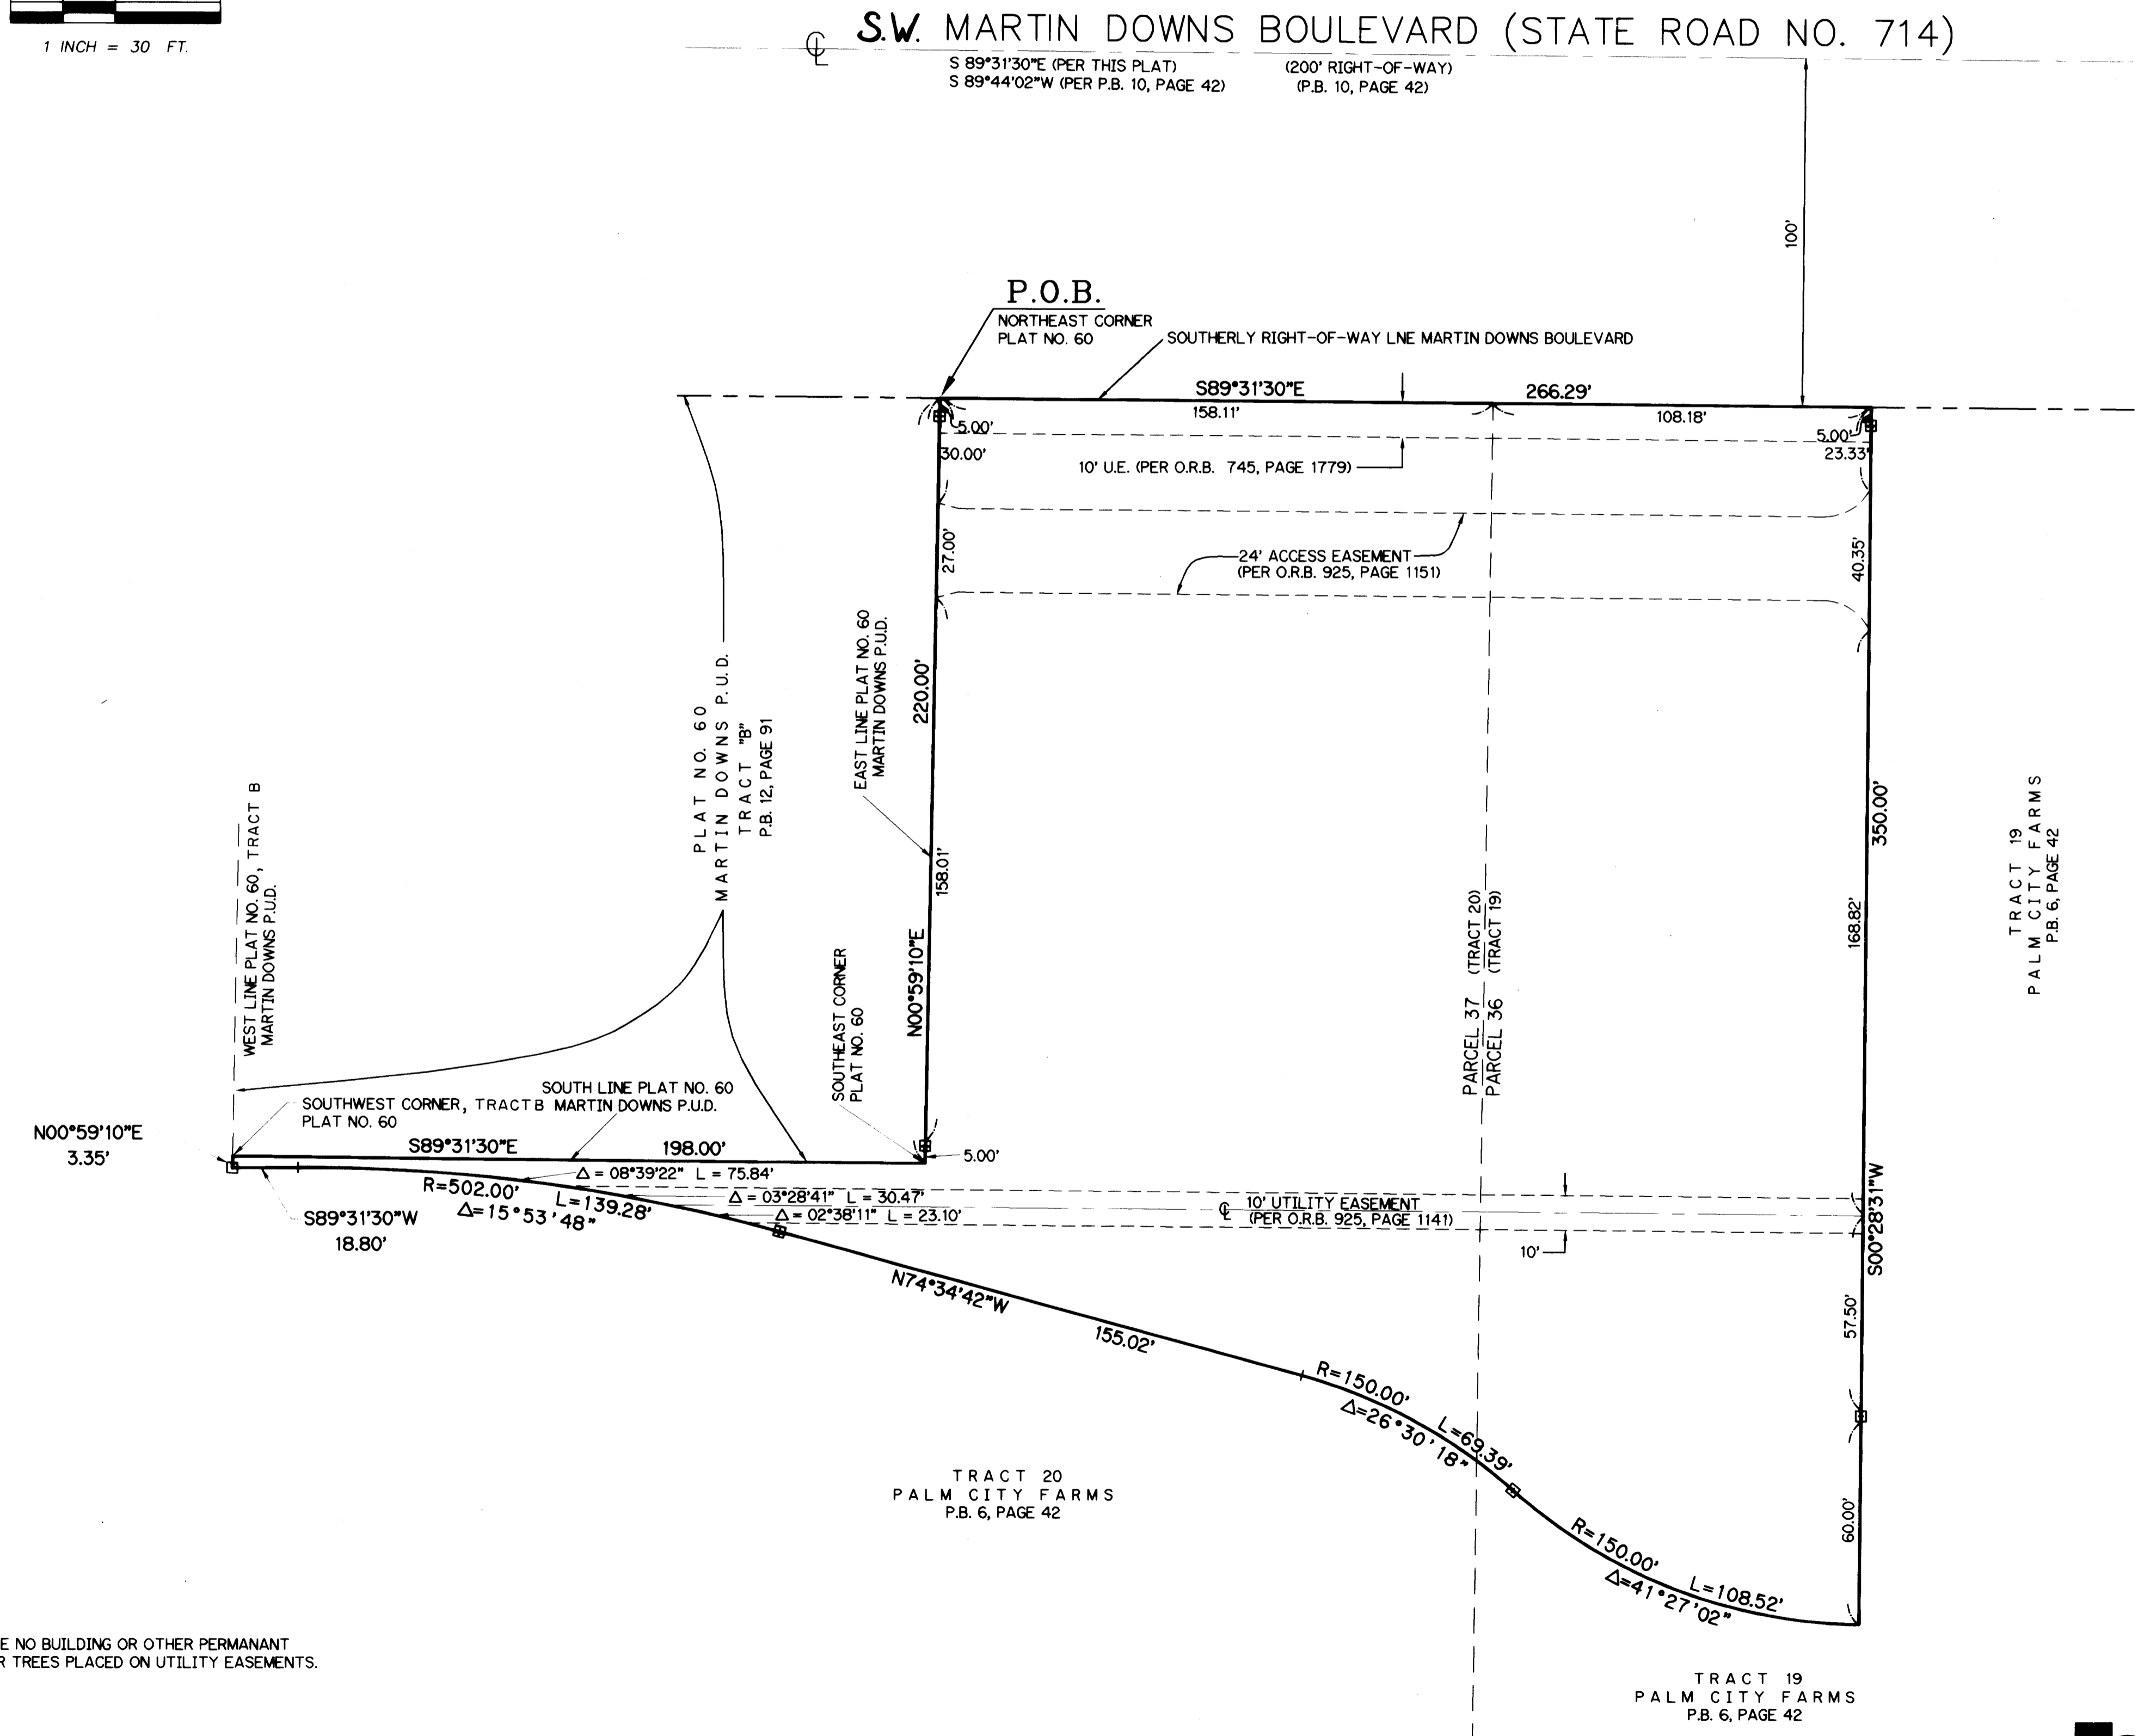 1 INCH = 30 FT.
S.W. MARTIN DOWNS BOULEVARD (STATE ROAD NO. 714)
S 89°31'30"E (PER THIS PLAT)
(200' RIGHT-OF-WAY)
S 89°44'02"W (PER P.B. 10, PAGE 42)
(P.B. 10, PAGE 42)
100'
P.O.B.
NORTHEAST CORNER
PLAT NO. 60
SOUTHERLY RIGHT-OF-WAY LNE MARTIN DOWNS BOULEVARD
S89°31'30"E
266.29'
158.11'
108.18'
5.00'
5.00'
30.00'
23.33'
10' U.E. (PER O.R.B. 745, PAGE 1779)
27.00'
40.35'
24' ACCESS EASEMENT
(PER O.R.B. 925, PAGE 1151)
EAST LINE PLAT NO. 60
MARTIN DOWNS P.U.D.
220.00'
158.01'
N00°59'10"E
PLAT NO. 60
MARTIN DOWNS P.U.D.
TRACT "B"
P.B. 12, PAGE 91
WEST LINE PLAT NO. 60, TRACT B
MARTIN DOWNS P.U.D.
SOUTHEAST CORNER
PLAT NO. 60
PARCEL 37 (TRACT 20)
PARCEL 36 (TRACT 19)
350.00'
168.82'
TRACT 19
PALM CITY FARMS
P.B. 6, PAGE 42
SOUTH LINE PLAT NO. 60
MARTIN DOWNS P.U.D.
SOUTHWEST CORNER, TRACT B
PLAT NO. 60
N00°59'10"E
3.35'
S89°31'30"E
198.00'
5.00'
Δ = 08°39'22" L = 75.84'
Δ = 03°28'41" L = 30.47'
Δ = 02°38'11" L = 23.10'
R=502.00'
L=139.28'
Δ=15°53'48"
S89°31'30"W
18.80'
℄ 10' UTILITY EASEMENT
(PER O.R.B. 925, PAGE 1141)
10'
S00°28'31"W
57.50'
N74°34'42"W
155.02'
R=150.00'
L=69.39'
Δ=26°30'18"
60.00'
R=150.00'
L=108.52'
Δ=41°27'02"
TRACT 20
PALM CITY FARMS
P.B. 6, PAGE 42
E NO BUILDING OR OTHER PERMANANT
R TREES PLACED ON UTILITY EASEMENTS.
TRACT 19
PALM CITY FARMS
P.B. 6, PAGE 42